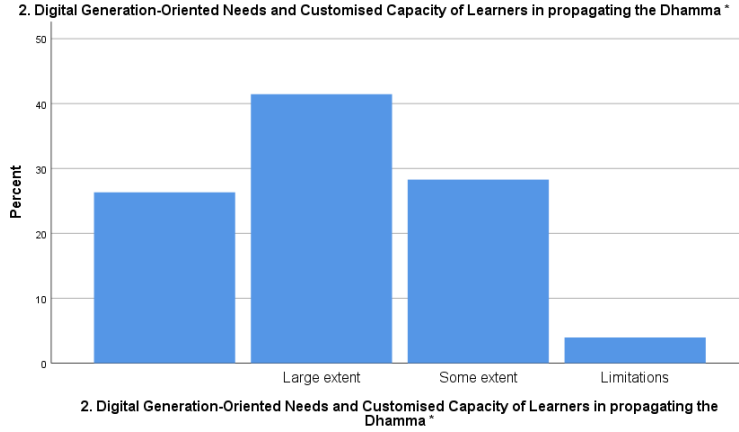 2. Digital Generation-Oriented Needs and Customised Capacity of Learners in propagating the Dhamma *
50
40
30
20
10
0
Percent
Large extent
Some extent
Limitations
2. Digital Generation-Oriented Needs and Customised Capacity of Learners in propagating the
Dhamma *